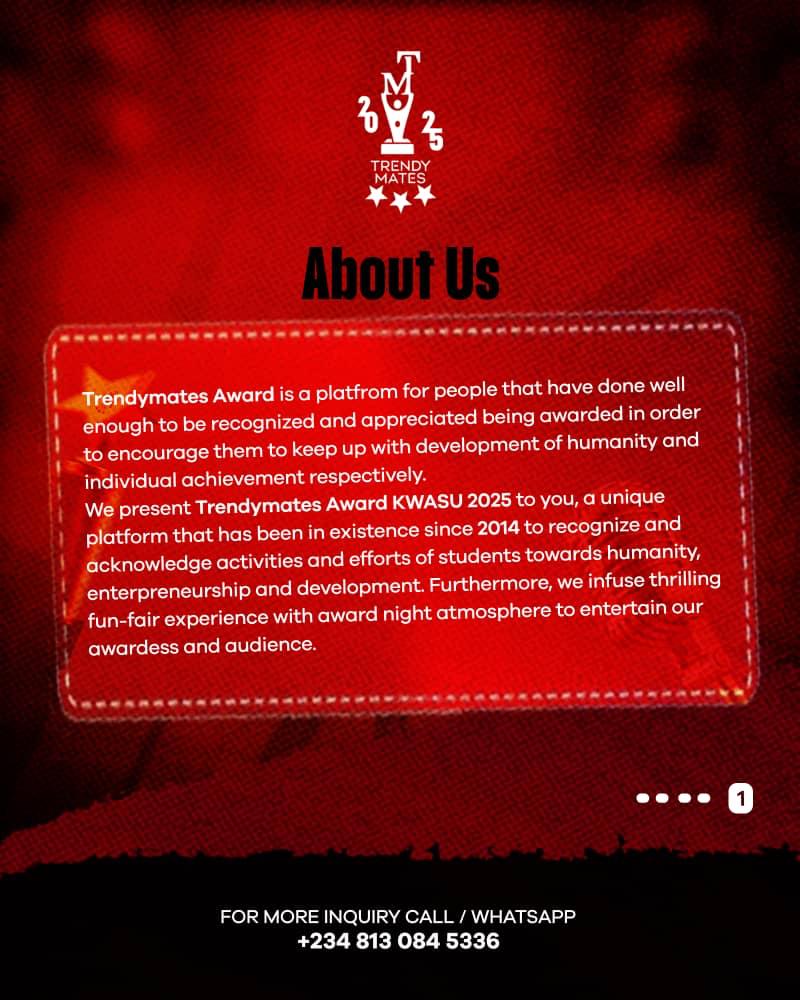 TMT
20 25
TRENDY
MATES
About Us
Trendymates Award is a platfrom for people that have done well
enough to be recognized and appreciated being awarded in order
to encourage them to keep up with development of humanity and
individual achievement respectively.
We present Trendymates Award KWASU 2025 to you, a unique
platform that has been in existence since 2014 to recognize and
acknowledge activities and efforts of students towards humanity,
enterpreneurship and development. Furthermore, we infuse thrilling
fun-fair experience with award night atmosphere to entertain our
awardess and audience.
1
FOR MORE INQUIRY CALL / WHATSAPP
+234 813 084 5336